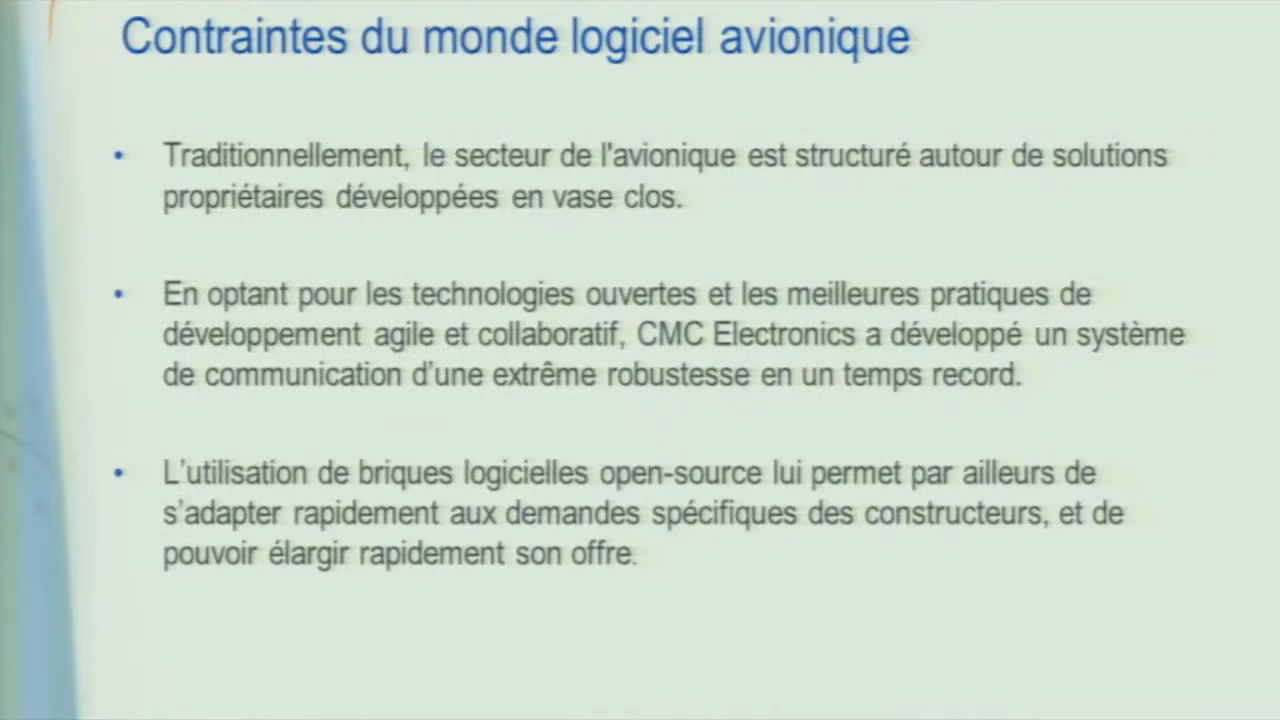 Contraintes du monde logiciel avionique
• Traditionnellement, le secteur de l'avionique est structuré autour de solutions
propriétaires développées en vase clos.
• En optant pour les technologies ouvertes et les meilleures pratiques de
développement agile et collaboratif, CMC Electronics a développé un système
de communication d’une extrême robustesse en un temps record.
• L’utilisation de briques logicielles open-source lui permet par ailleurs de
s’adapter rapidement aux demandes spécifiques des constructeurs, et de
pouvoir élargir rapidement son offre.